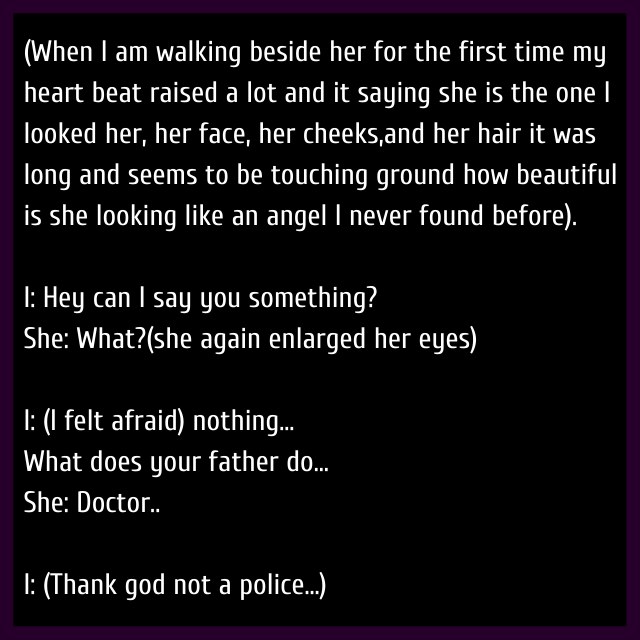 (When I am walking beside her for the first time my
heart beat raised a lot and it saying she is the one I
looked her, her face, her cheeks,and her hair it was
long and seems to be touching ground how beautiful
is she looking like an angel I never found before).
I: Hey can I say you something?
She: What?(she again enlarged her eyes)
I: (I felt afraid) nothing...
What does your father do...
She: Doctor..
I: (Thank god not a police...)